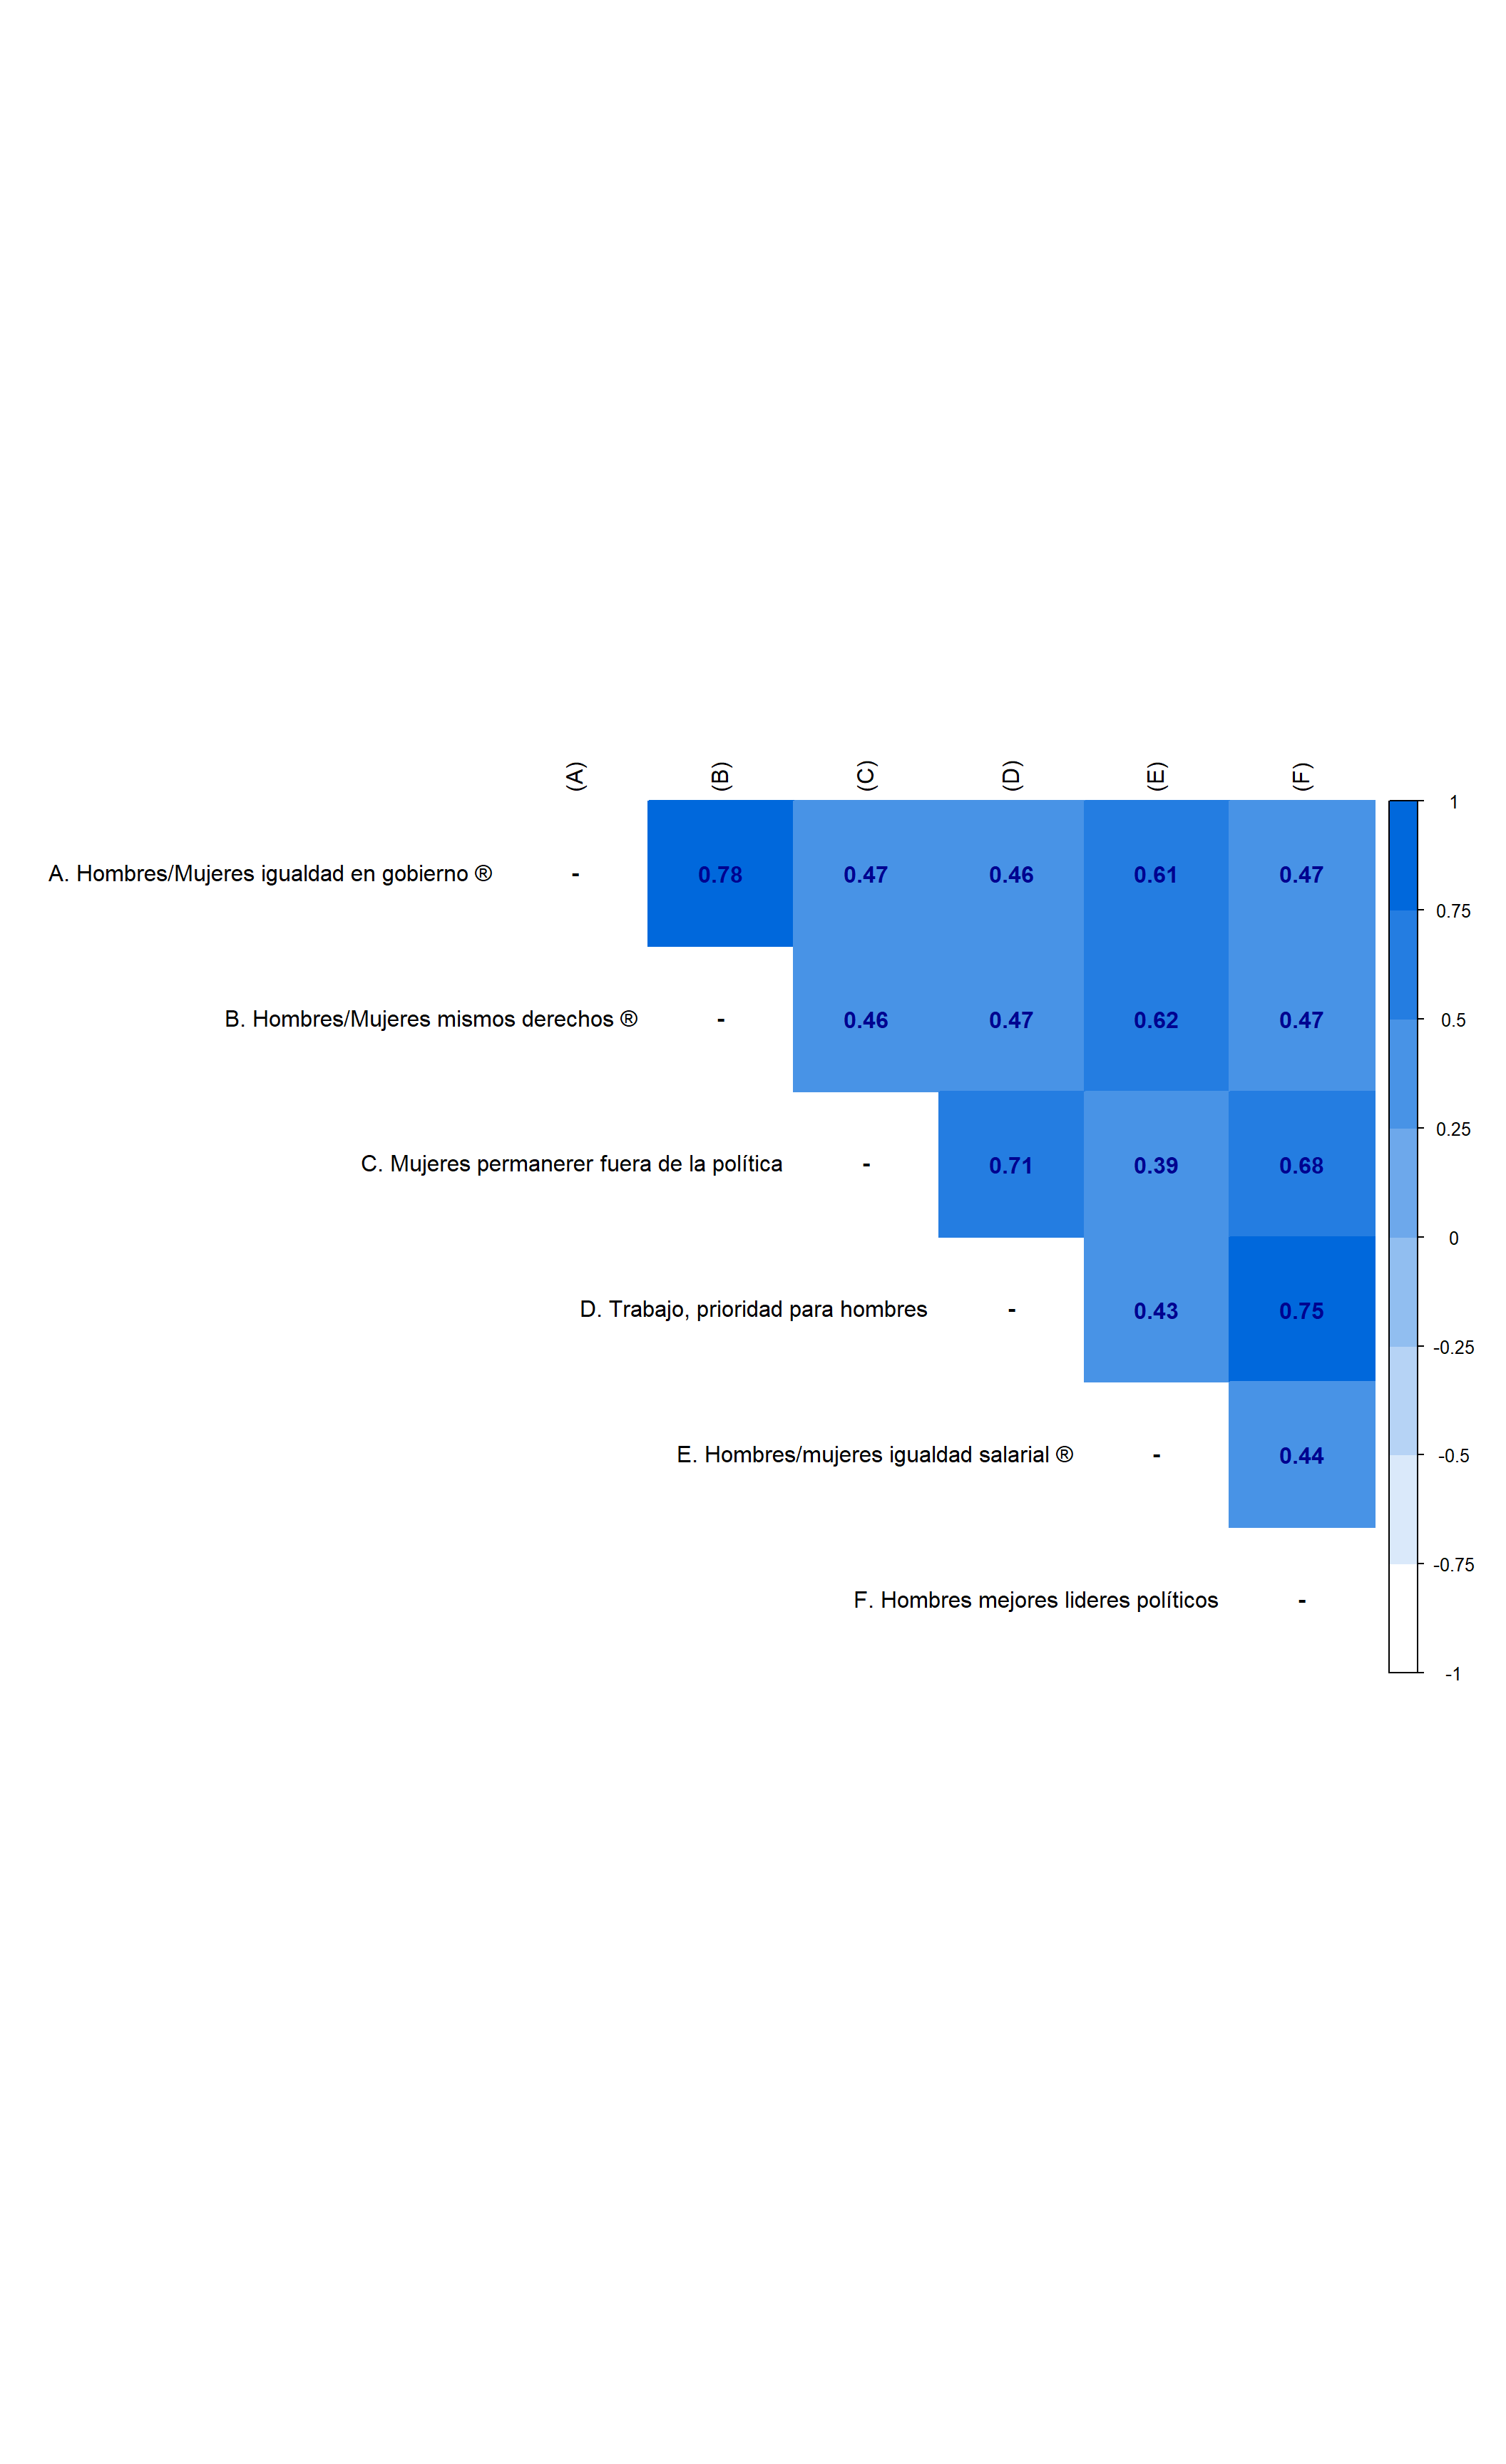 (A) (B) (C) (D) (E) (F)
1
A. Hombres/Mujeres igualdad en gobierno ® - 0.78 0.47 0.46 0.61 0.47
0.75
B. Hombres/Mujeres mismos derechos ® - 0.46 0.47 0.62 0.47
0.5
0.25
C. Mujeres permanerer fuera de la política - 0.71 0.39 0.68
0
D. Trabajo, prioridad para hombres - 0.43 0.75
-0.25
E. Hombres/mujeres igualdad salarial ® - 0.44
-0.5
-0.75
F. Hombres mejores lideres políticos -
-1